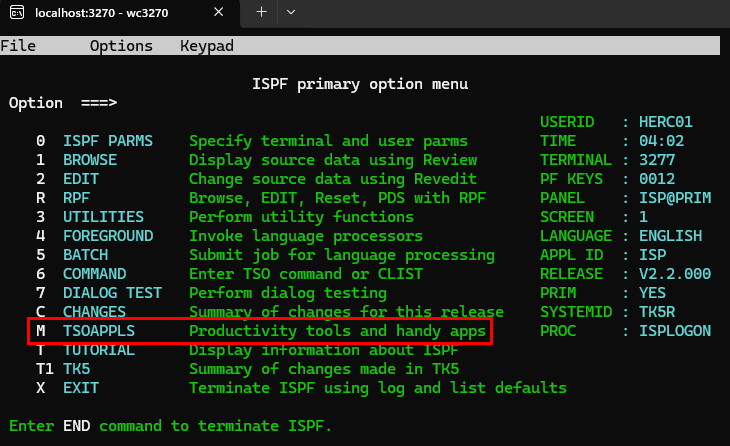 localhost:3270 - wc3270
File Options Keypad
ISPF primary option menu
Option ===>
USERID : HERC01
0 ISPF PARMS Specify terminal and user parms TIME : 04:02
1 BROWSE Display source data using Review TERMINAL : 3277
2 EDIT Change source data using Revedit PF KEYS : 0012
R RPF Browse, EDIT, Reset, PDS with RPF PANEL : ISP@PRIM
3 UTILITIES Perform utility functions SCREEN : 1
4 FOREGROUND Invoke language processors LANGUAGE : ENGLISH
5 BATCH Submit job for language processing APPL ID : ISP
6 COMMAND Enter TSO command or CLIST RELEASE : V2.2.000
7 DIALOG TEST Perform dialog testing PRIM : YES
C CHANGES Summary of changes for this release SYSTEMID : TK5R
M TSOAPPLS Productivity tools and handy apps PROC : ISPLOGON
T TUTORIAL Display information about ISPF
T1 TK5 Summary of changes made in TK5
X EXIT Terminate ISPF using log and list defaults
Enter END command to terminate ISPF.